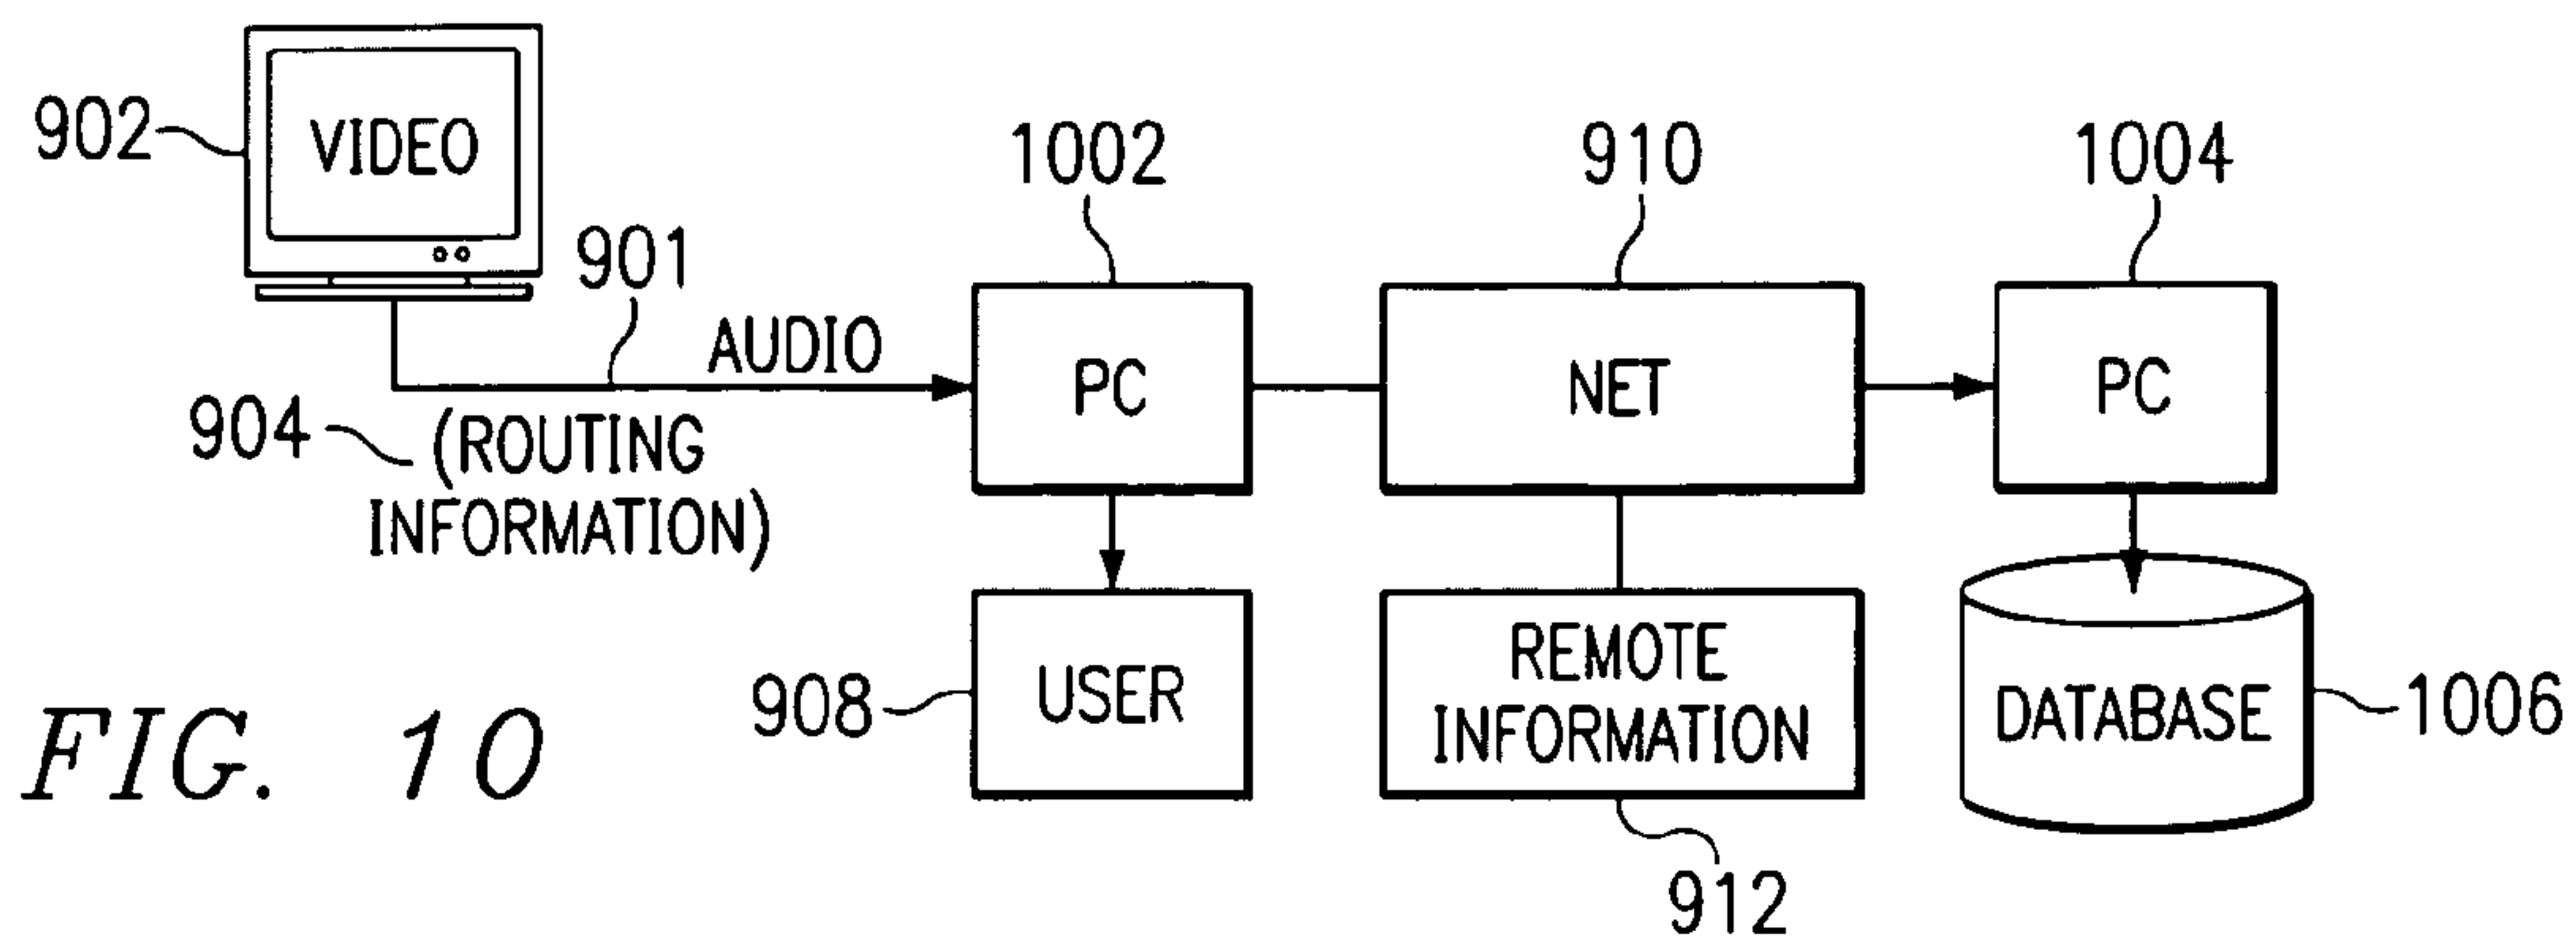 902
VIDEO
1002
910
1004
901
AUDIO
PC
NET
PC
904
(ROUTING
INFORMATION)
908
USER
REMOTE
INFORMATION
DATABASE
1006
912
FIG. 10